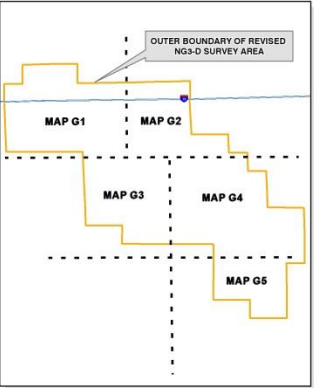 OUTER BOUNDARY OF REVISED
NG3-D SURVEY AREA
MAP G1
MAP G2
MAP G3
MAP G4
MAP G5